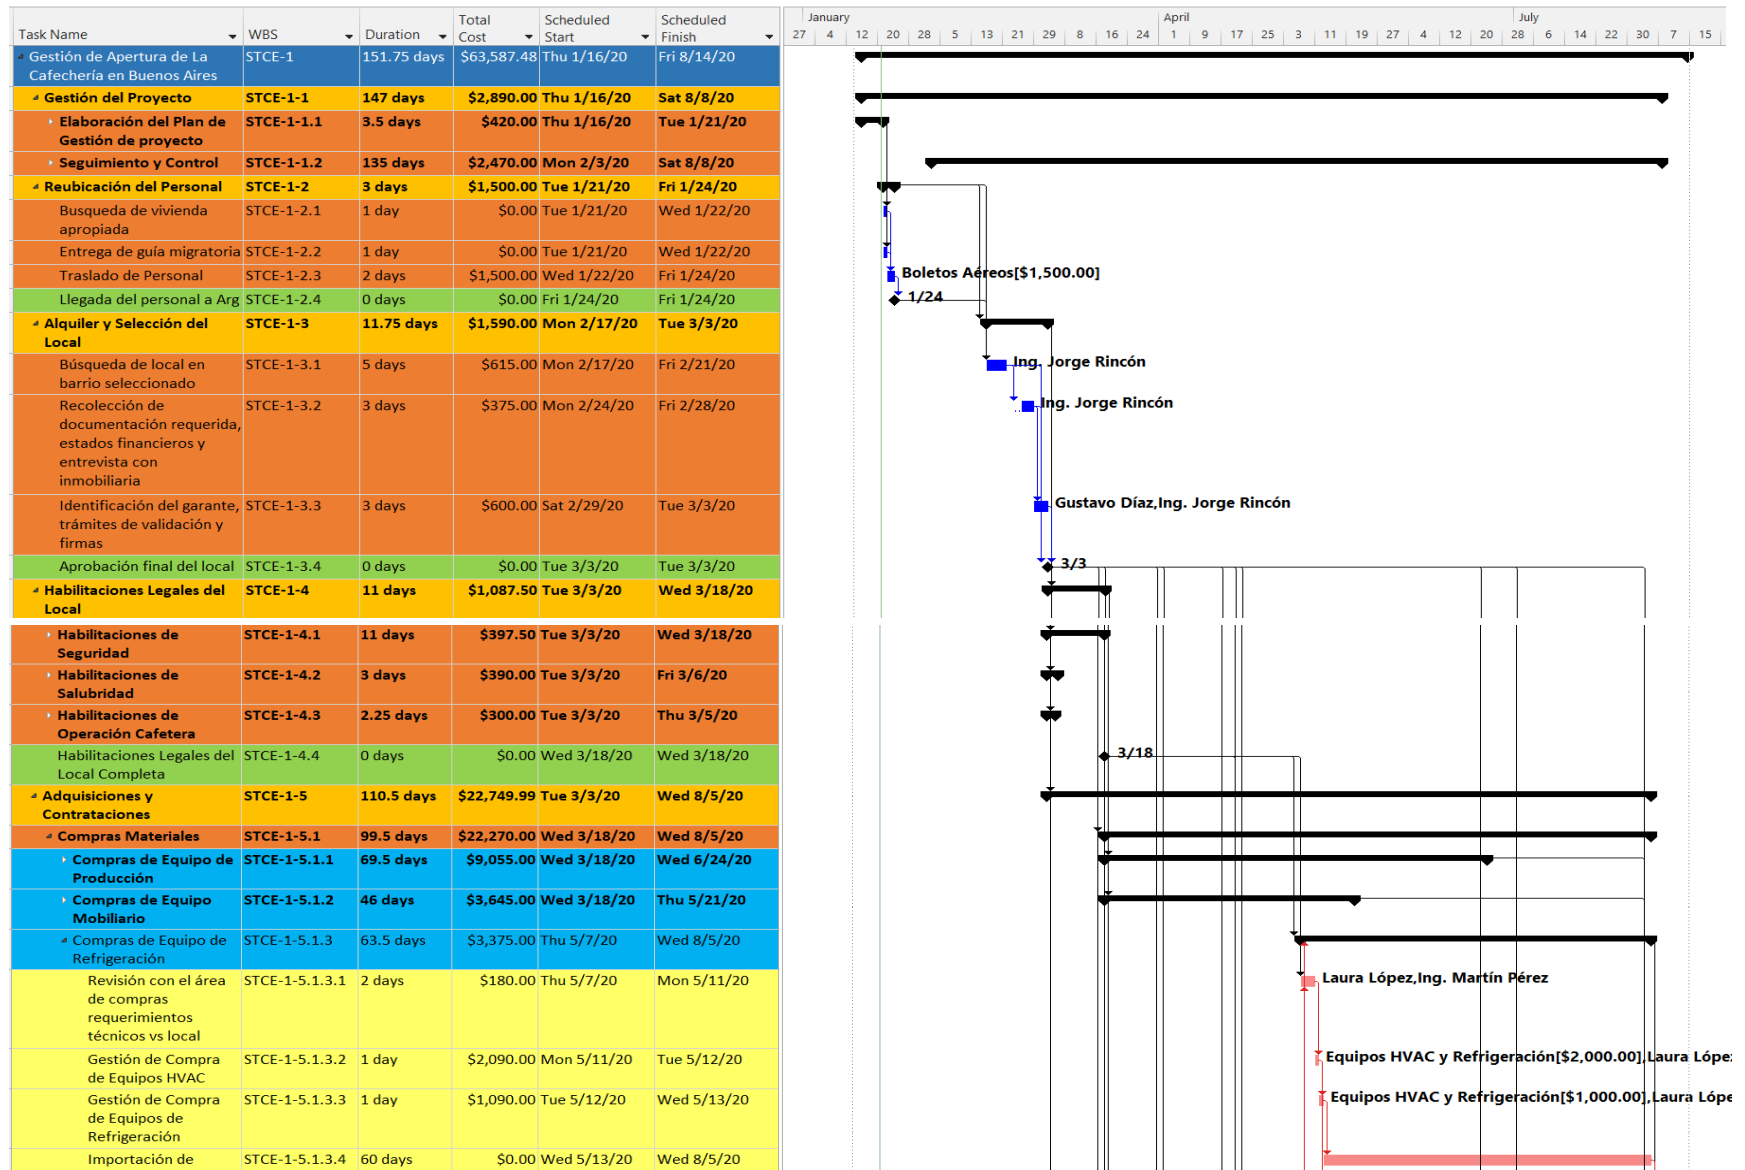 Task Name WBS Duration Total Cost Scheduled Start Scheduled Finish
January April July
27 4 12 20 28 5 13 21 29 8 16 24 1 9 17 25 3 11 19 27 4 12 20 28 6 14 22 30 7 15
Gestión de Apertura de La Cafechería en Buenos Aires STCE-1 151.75 days $63,587.48 Thu 1/16/20 Fri 8/14/20
Gestión del Proyecto STCE-1-1 147 days $2,890.00 Thu 1/16/20 Sat 8/8/20
Elaboración del Plan de Gestión de proyecto STCE-1-1.1 3.5 days $420.00 Thu 1/16/20 Tue 1/21/20
Seguimiento y Control STCE-1-1.2 135 days $2,470.00 Mon 2/3/20 Sat 8/8/20
Reubicación del Personal STCE-1-2 3 days $1,500.00 Tue 1/21/20 Fri 1/24/20
Busqueda de vivienda apropiada STCE-1-2.1 1 day $0.00 Tue 1/21/20 Wed 1/22/20
Entrega de guía migratoria STCE-1-2.2 1 day $0.00 Tue 1/21/20 Wed 1/22/20
Traslado de Personal STCE-1-2.3 2 days $1,500.00 Wed 1/22/20 Fri 1/24/20 Boletos Aéreos[$1,500.00]
Llegada del personal a Arg STCE-1-2.4 0 days $0.00 Fri 1/24/20 Fri 1/24/20 1/24
Alquiler y Selección del Local STCE-1-3 11.75 days $1,590.00 Mon 2/17/20 Tue 3/3/20
Búsqueda de local en barrio seleccionado STCE-1-3.1 5 days $615.00 Mon 2/17/20 Fri 2/21/20 Ing. Jorge Rincón
Recolección de documentación requerida, estados financieros y entrevista con inmobiliaria STCE-1-3.2 3 days $375.00 Mon 2/24/20 Fri 2/28/20 Ing. Jorge Rincón
Identificación del garante, trámites de validación y firmas STCE-1-3.3 3 days $600.00 Sat 2/29/20 Tue 3/3/20 Gustavo Díaz,Ing. Jorge Rincón
Aprobación final del local STCE-1-3.4 0 days $0.00 Tue 3/3/20 Tue 3/3/20 3/3
Habilitaciones Legales del Local STCE-1-4 11 days $1,087.50 Tue 3/3/20 Wed 3/18/20
Habilitaciones de Seguridad STCE-1-4.1 11 days $397.50 Tue 3/3/20 Wed 3/18/20
Habilitaciones de Salubridad STCE-1-4.2 3 days $390.00 Tue 3/3/20 Fri 3/6/20
Habilitaciones de Operación Cafetera STCE-1-4.3 2.25 days $300.00 Tue 3/3/20 Thu 3/5/20
Habilitaciones Legales del Local Completa STCE-1-4.4 0 days $0.00 Wed 3/18/20 Wed 3/18/20 3/18
Adquisiciones y Contrataciones STCE-1-5 110.5 days $22,749.99 Tue 3/3/20 Wed 8/5/20
Compras Materiales STCE-1-5.1 99.5 days $22,270.00 Wed 3/18/20 Wed 8/5/20
Compras de Equipo de Producción STCE-1-5.1.1 69.5 days $9,055.00 Wed 3/18/20 Wed 6/24/20
Compras de Equipo Mobiliario STCE-1-5.1.2 46 days $3,645.00 Wed 3/18/20 Thu 5/21/20
Compras de Equipo de Refrigeración STCE-1-5.1.3 63.5 days $3,375.00 Thu 5/7/20 Wed 8/5/20
Revisión con el área de compras requerimientos técnicos vs local STCE-1-5.1.3.1 2 days $180.00 Thu 5/7/20 Mon 5/11/20 Laura López,Ing. Martín Pérez
Gestión de Compra de Equipos HVAC STCE-1-5.1.3.2 1 day $2,090.00 Mon 5/11/20 Tue 5/12/20 Equipos HVAC y Refrigeración[$2,000.00],Laura Lópe
Gestión de Compra de Equipos de Refrigeración STCE-1-5.1.3.3 1 day $1,090.00 Tue 5/12/20 Wed 5/13/20 Equipos HVAC y Refrigeración[$1,000.00],Laura Lópe
Importación de STCE-1-5.1.3.4 60 days $0.00 Wed 5/13/20 Wed 8/5/20